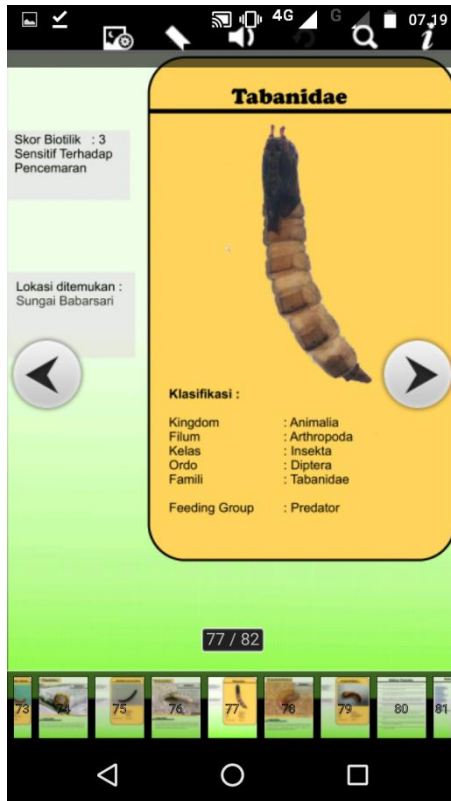 4G
G
07.19
Tabanidae
Skor Biotilik : 3
Sensitif Terhadap
Pencemaran
Lokasi ditemukan :
Sungai Babarsari
Klasifikasi :
Kingdom : Animalia
Filum : Arthropoda
Kelas : Insekta
Ordo : Diptera
Famili : Tabanidae
Feeding Group : Predator
77 / 82
73 74 75 76 77 78 79 80 81